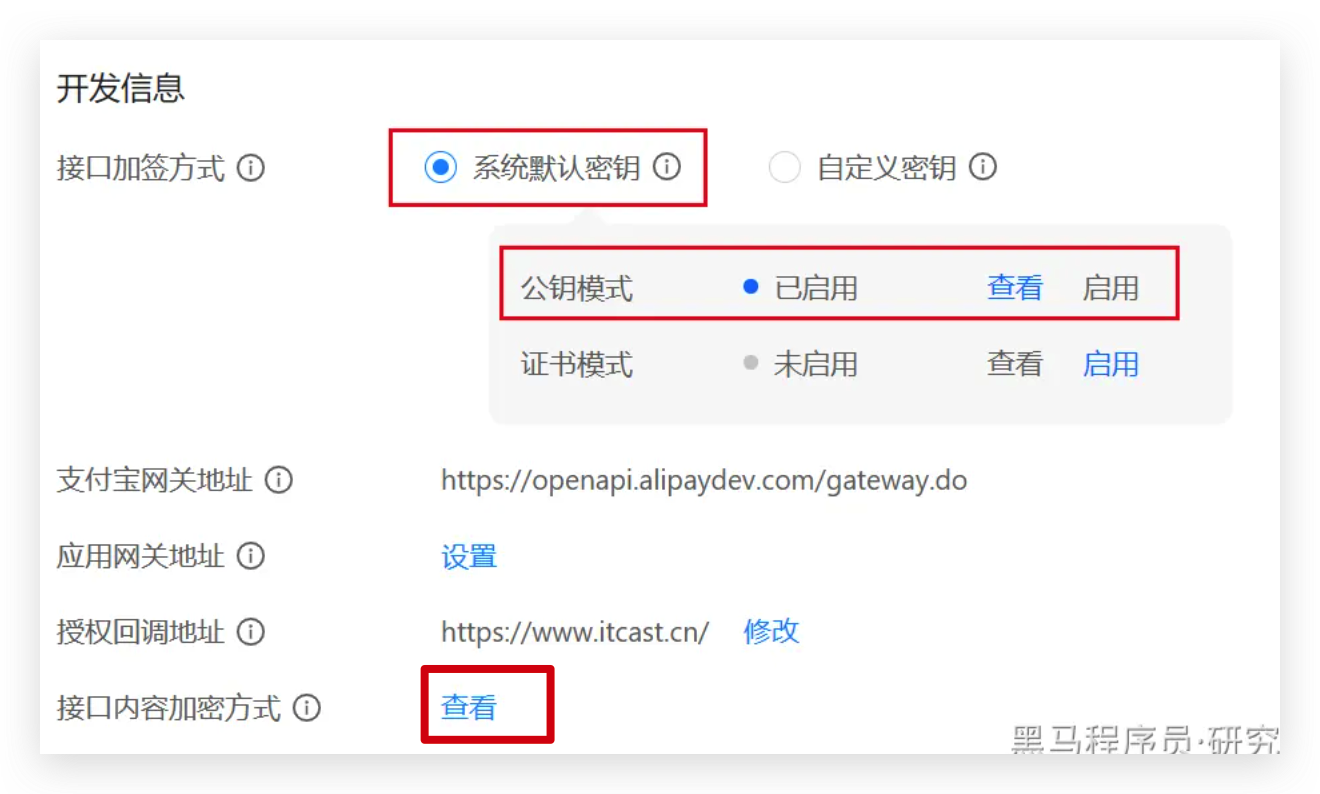 开发信息
接口加签方式 系统默认密钥 自定义密钥
公钥模式 已启用 查看 启用
证书模式 未启用 查看 启用
支付宝网关地址 https://openapi.alipaydev.com/gateway.do
应用网关地址 设置
授权回调地址 https://www.itcast.cn/ 修改
接口内容加密方式 查看
黑马程序员·研究